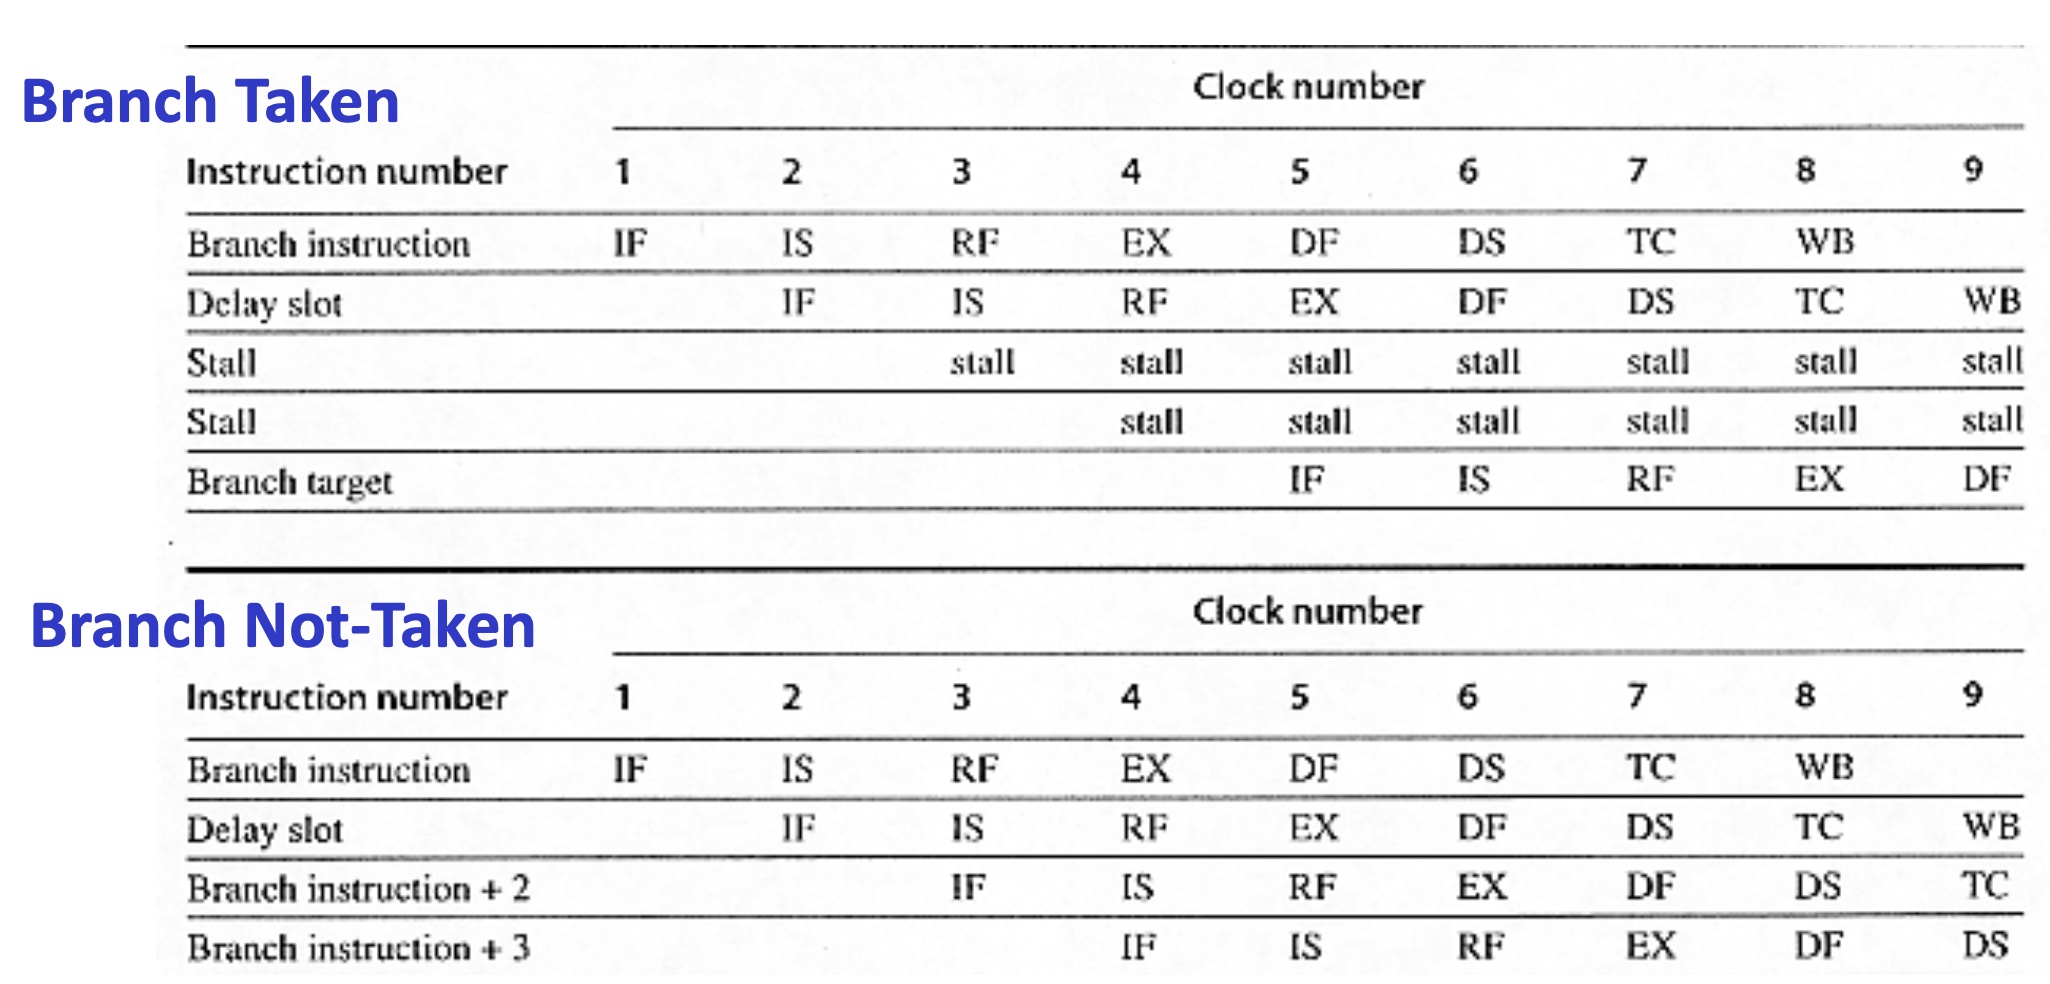 Branch Taken
Clock number
Instruction number 1 2 3 4 5 6 7 8 9
Branch instruction IF IS RF EX DF DS TC WB
Delay slot IF IS RF EX DF DS TC WB
Stall stall stall stall stall stall stall stall
Stall stall stall stall stall stall stall
Branch target IF IS RF EX DF
Branch Not-Taken
Clock number
Instruction number 1 2 3 4 5 6 7 8 9
Branch instruction IF IS RF EX DF DS TC WB
Delay slot IF IS RF EX DF DS TC WB
Branch instruction + 2 IF IS RF EX DF DS TC
Branch instruction + 3 IF IS RF EX DF DS